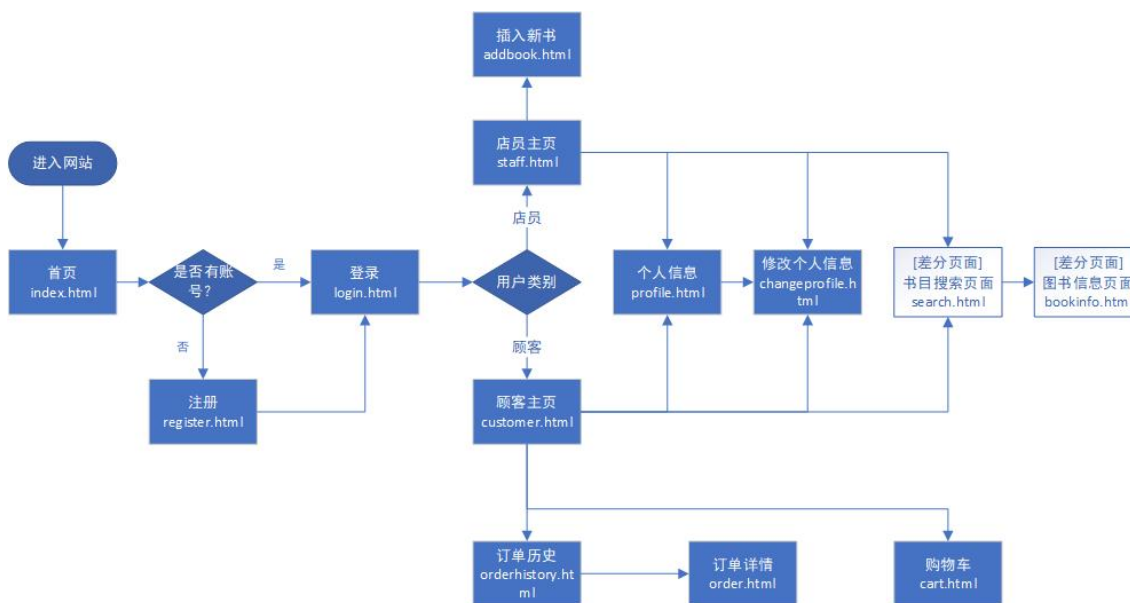 插入新书
addbook.html
进入网站
店员主页
staff.html
店员
首页
index.html
是否有账
号?
是
登录
login.html
用户类别
个人信息
profile.html
修改个人信息
changeprofile.h
tml
[差分页面]
书目搜索页面
search.html
[差分页面]
图书信息页面
bookinfo.htm
否
顾客
注册
register.html
顾客主页
customer.html
订单历史
orderhistory.ht
ml
订单详情
order.html
购物车
cart.html